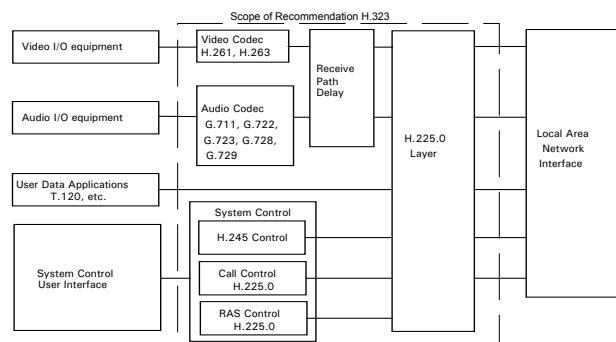 Scope of Recommendation H.323
Video I/O equipment
Video Codec
H.261, H.263
Receive
Path
Delay
Audio I/O equipment
Audio Codec
G.711, G.722,
G.723, G.728,
G.729
H.225.0
Layer
Local Area
Network
Interface
User Data Applications
T.120, etc.
System Control
H.245 Control
System Control
User Interface
Call Control
H.225.0
RAS Control
H.225.0